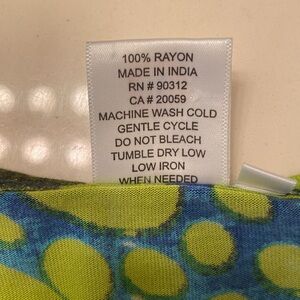 100% RAYON
MADE IN INDIA
RN # 90312
CA # 20059
MACHINE WASH COLD
GENTLE CYCLE
DO NOT BLEACH
TUMBLE DRY LOW
LOW IRON
WHEN NEEDED